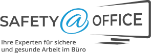 SAFETY@OFFICE
Ihre Experten für sichere
und gesunde Arbeit im Büro